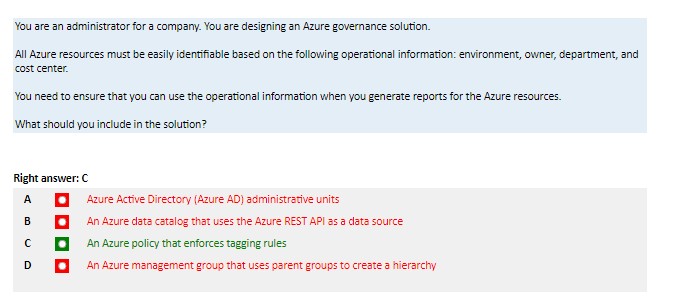 You are an administrator for a company. You are designing an Azure governance solution.
All Azure resources must be easily identifiable based on the following operational information: environment, owner, department, and
cost center.
You need to ensure that you can use the operational information when you generate reports for the Azure resources.
What should you include in the solution?
Right answer: C
A Azure Active Directory (Azure AD) administrative units
B An Azure data catalog that uses the Azure REST API as a data source
C An Azure policy that enforces tagging rules
D An Azure management group that uses parent groups to create a hierarchy